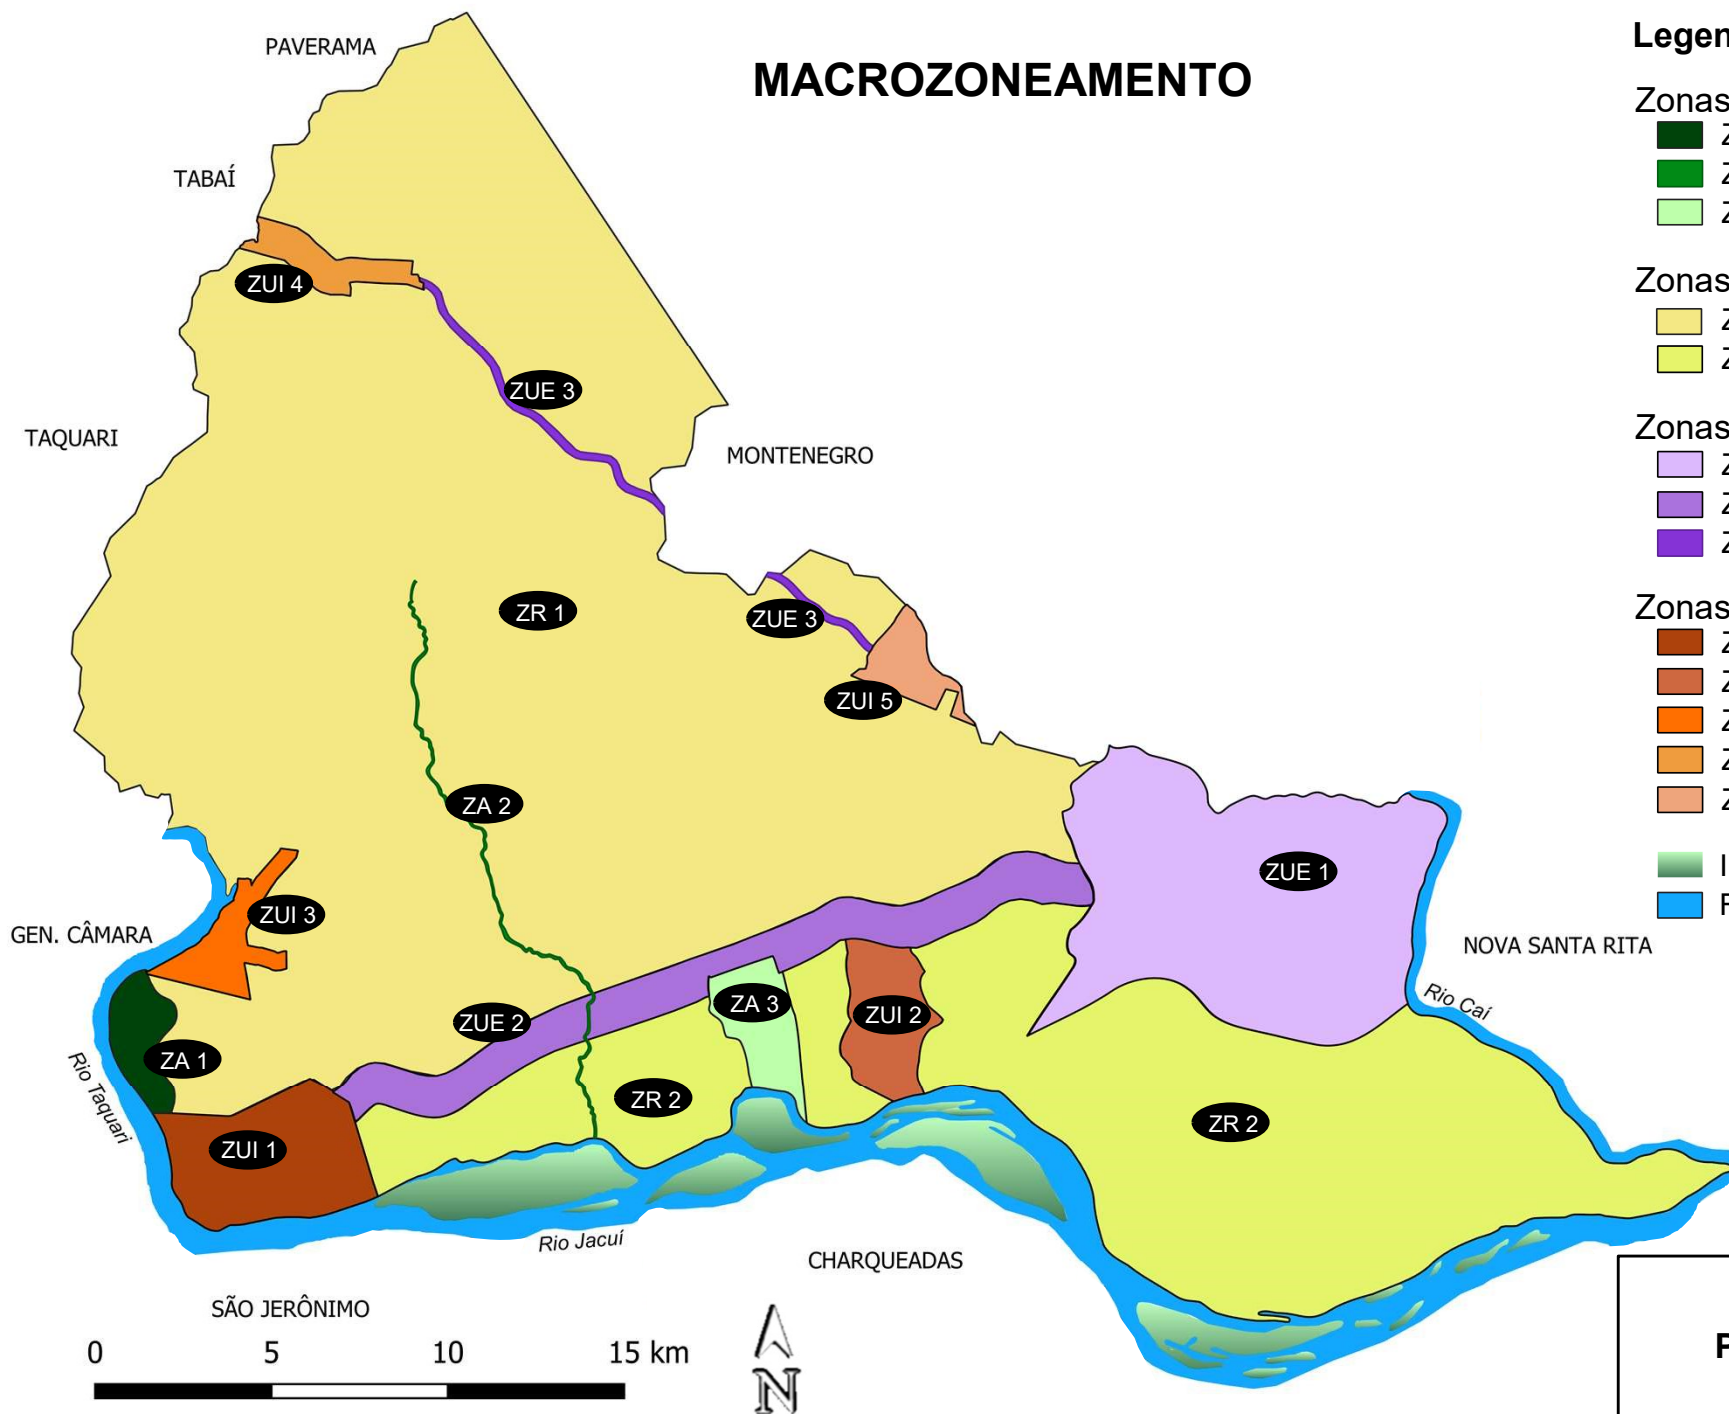 MACROZONEAMENTO
PAVERAMA
TABAÍ
ZUI 4
ZUE 3
TAQUARI
MONTENEGRO
ZR 1
ZUE 3
ZUI 5
ZA 2
ZUE 1
ZUI 3
GEN. CÂMARA
NOVA SANTA RITA
ZA 3
Rio Caí
ZUI 2
ZUE 2
ZA 1
Rio Taquari
ZR 2
ZR 2
ZUI 1
Rio Jacuí
CHARQUEADAS
SÃO JERÔNIMO
0 5 10 15 km
N
Legen
Zonas
Z
Z
Z
Zonas
Z
Z
Zonas
Z
Z
Z
Zonas
Z
Z
Z
Z
Z
I
F
P